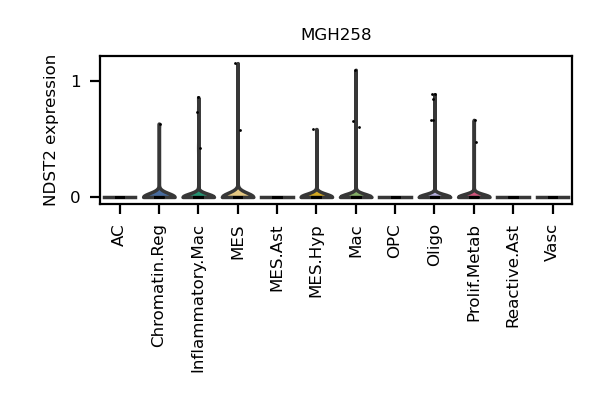 MGH258
NDST2 expression
1
0
AC
Chromatin.Reg
Inflammatory.Mac
MES
MES.Ast
MES.Hyp
Mac
OPC
Oligo
Prolif.Metab
Reactive.Ast
Vasc